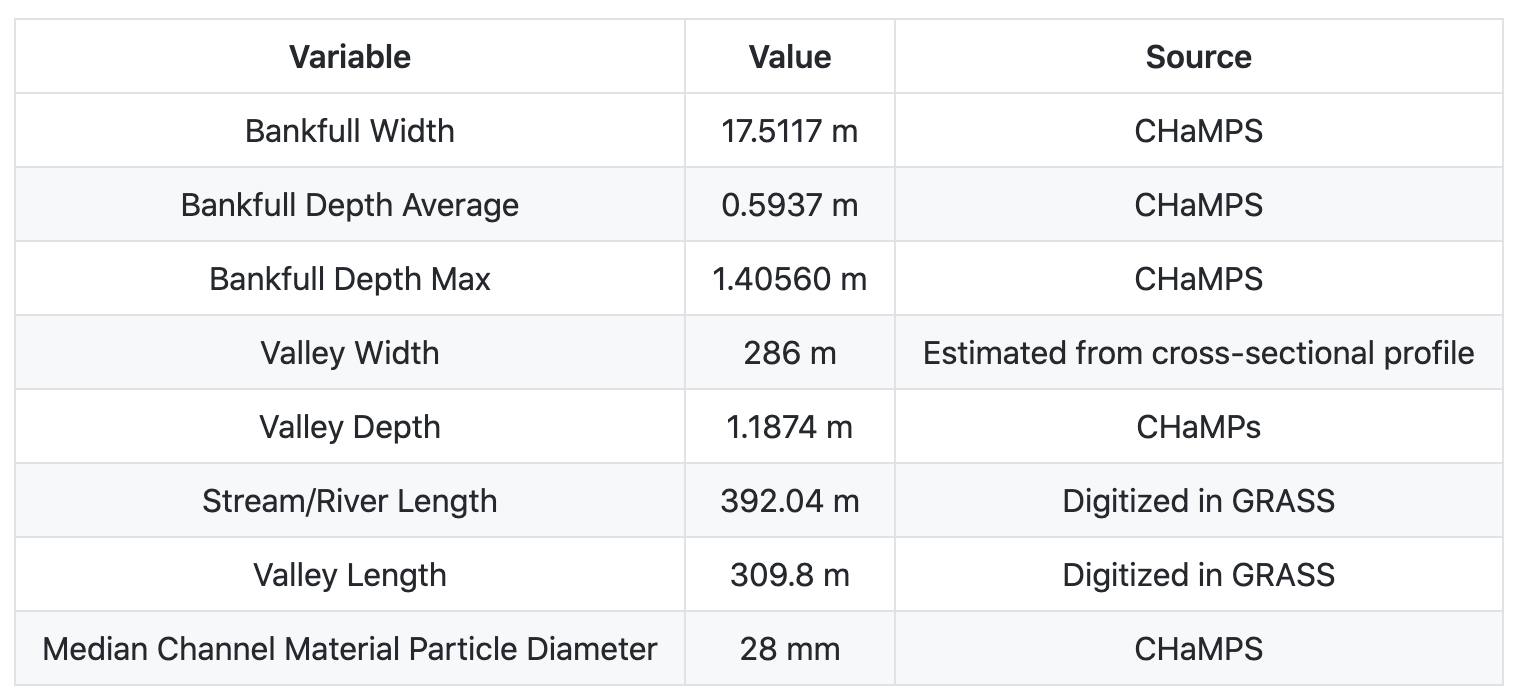 Variable Value Source
Bankfull Width 17.5117 m CHaMPS
Bankfull Depth Average 0.5937 m CHaMPS
Bankfull Depth Max 1.40560 m CHaMPS
Valley Width 286 m Estimated from cross-sectional profile
Valley Depth 1.1874 m CHaMPs
Stream/River Length 392.04 m Digitized in GRASS
Valley Length 309.8 m Digitized in GRASS
Median Channel Material Particle Diameter 28 mm CHaMPS